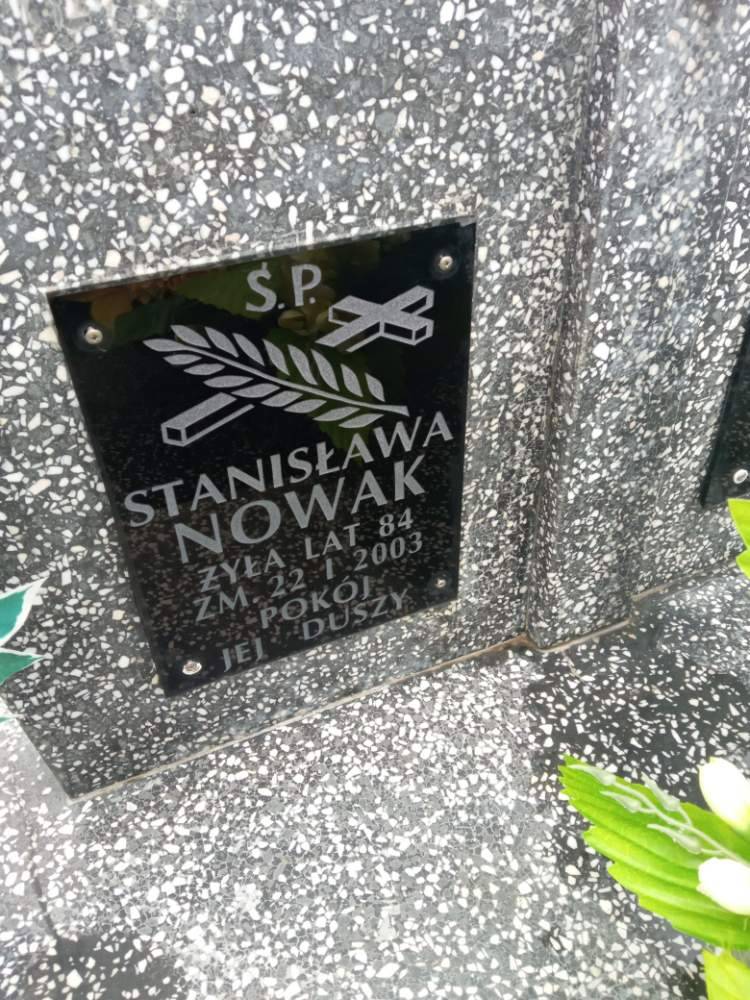 Ś.P.
STANISŁAWA
NOWAK
ŻYŁA LAT 84
ZM 22 I 2003
POKÓJ
JEJ DUSZY